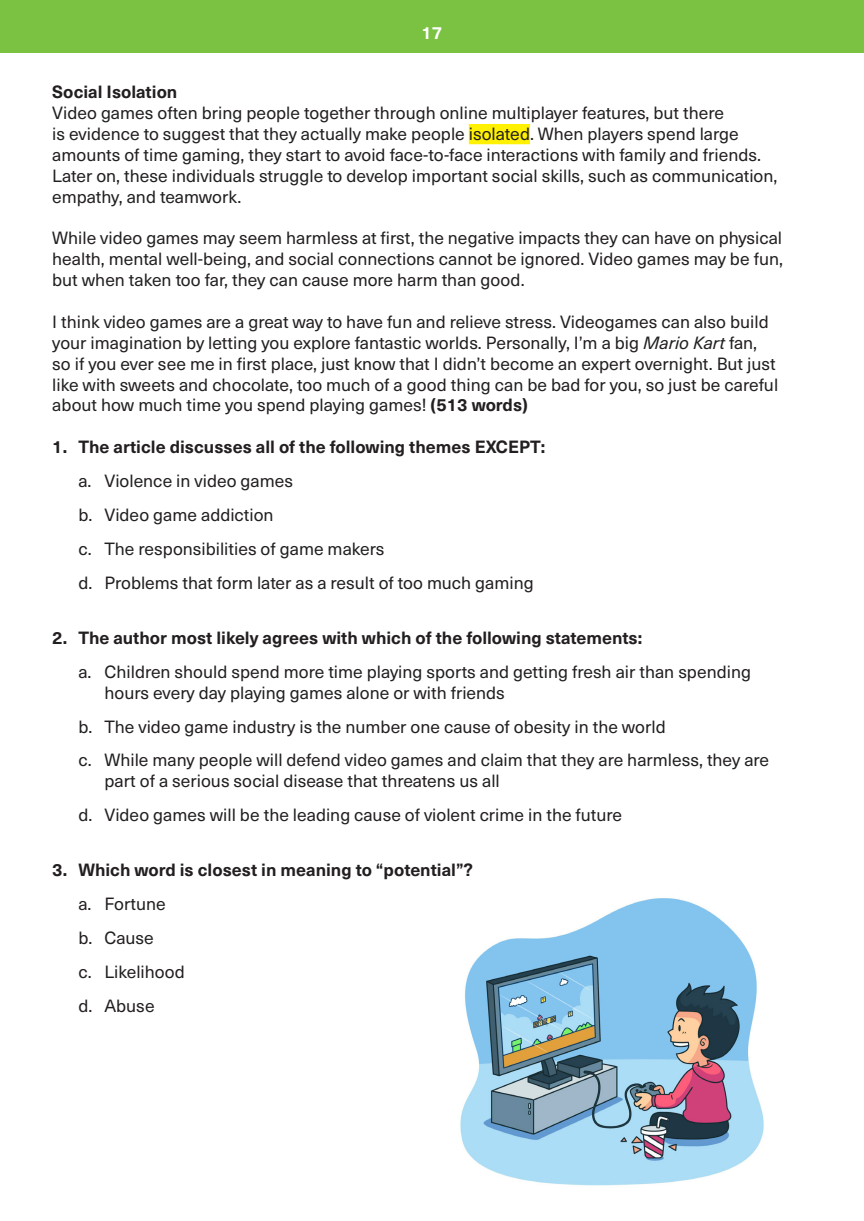 17
Social Isolation
Video games often bring people together through online multiplayer features, but there
is evidence to suggest that they actually make people isolated. When players spend large
amounts of time gaming, they start to avoid face-to-face interactions with family and friends.
Later on, these individuals struggle to develop important social skills, such as communication,
empathy, and teamwork.
While video games may seem harmless at first, the negative impacts they can have on physical
health, mental well-being, and social connections cannot be ignored. Video games may be fun,
but when taken too far, they can cause more harm than good.
I think video games are a great way to have fun and relieve stress. Videogames can also build
your imagination by letting you explore fantastic worlds. Personally, I'm a big Mario Kart fan,
so if you ever see me in first place, just know that I didn't become an expert overnight. But just
like with sweets and chocolate, too much of a good thing can be bad for you, so just be careful
about how much time you spend playing games! (513 words)
1. The article discusses all of the following themes EXCEPT:
a. Violence in video games
b. Video game addiction
c. The responsibilities of game makers
d. Problems that form later as a result of too much gaming
2. The author most likely agrees with which of the following statements:
a. Children should spend more time playing sports and getting fresh air than spending
hours every day playing games alone or with friends
b. The video game industry is the number one cause of obesity in the world
c. While many people will defend video games and claim that they are harmless, they are
part of a serious social disease that threatens us all
d. Video games will be the leading cause of violent crime in the future
3. Which word is closest in meaning to “potential”?
a. Fortune
b. Cause
c. Likelihood
d. Abuse